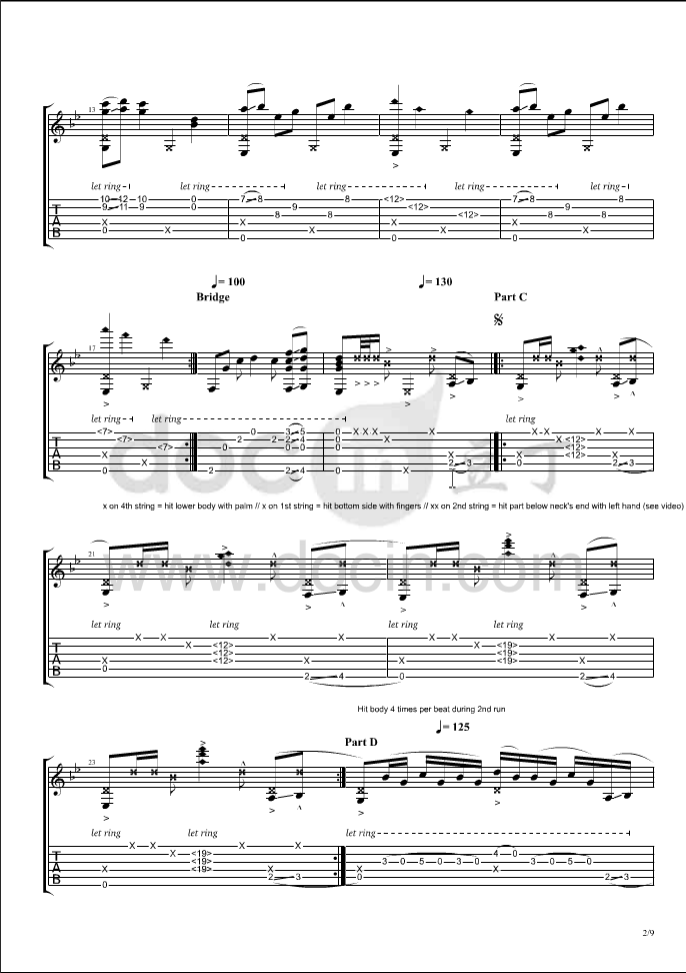 13
let ring
let ring
let ring
let ring
let ring
10 12 10 0 7 8 8 <12> 7 8 8
9 11 9 0 9 <12> 9
8 8 <12> 8 8
X X X X X X
T
A
B
0 0 0 0
= 100
= 130
Bridge
Part C
17
let ring
let ring
let ring
<7> 0 3 5 X X X X X X X
<7> 2 2 4 X X <12>
<7> 0 0 0 <12>
X X X X <12> X
T
A
B
0 2 2 4 0 2 3 0 2 3
x on 4th string = hit lower body with palm // x on 1st string = hit bottom side with fingers // xx on 2nd string = hit part below neck's end with left hand (see video)
docin 豆丁
www.docin.com
21
let ring
let ring
let ring
let ring
X X X X X X
X <12> X <19>
<12> <19>
X <12> X X <19> X
T
A
B
0 0
2 4 2 4
Hit body 4 times per beat during 2nd run
= 125
Part D
23
let ring
let ring
let ring
X X X
X <19> 4 0
<19> 3 0 5 0 3 0 3 0 5 0
X <19> X X X
T
A
B
0 2 3 0 2 3
2/9